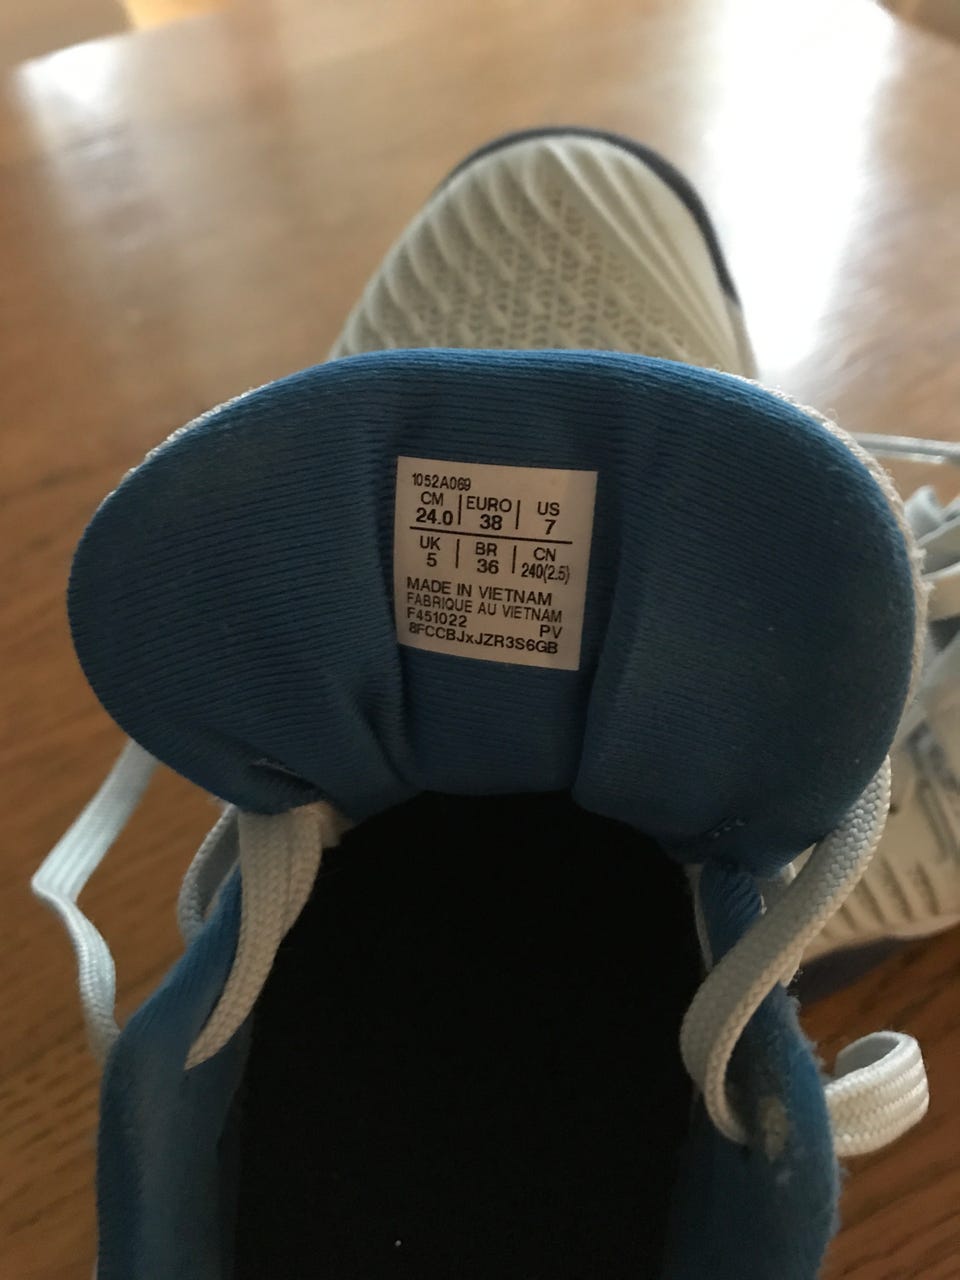 1052A069
CM | EURO | US
24.0 | 38 | 7
UK | BR | CN
5 | 36 | 240(2.5)
MADE IN VIETNAM
FABRIQUE AU VIETNAM
F451022 PV
8FCCBJxJZR3S6GB